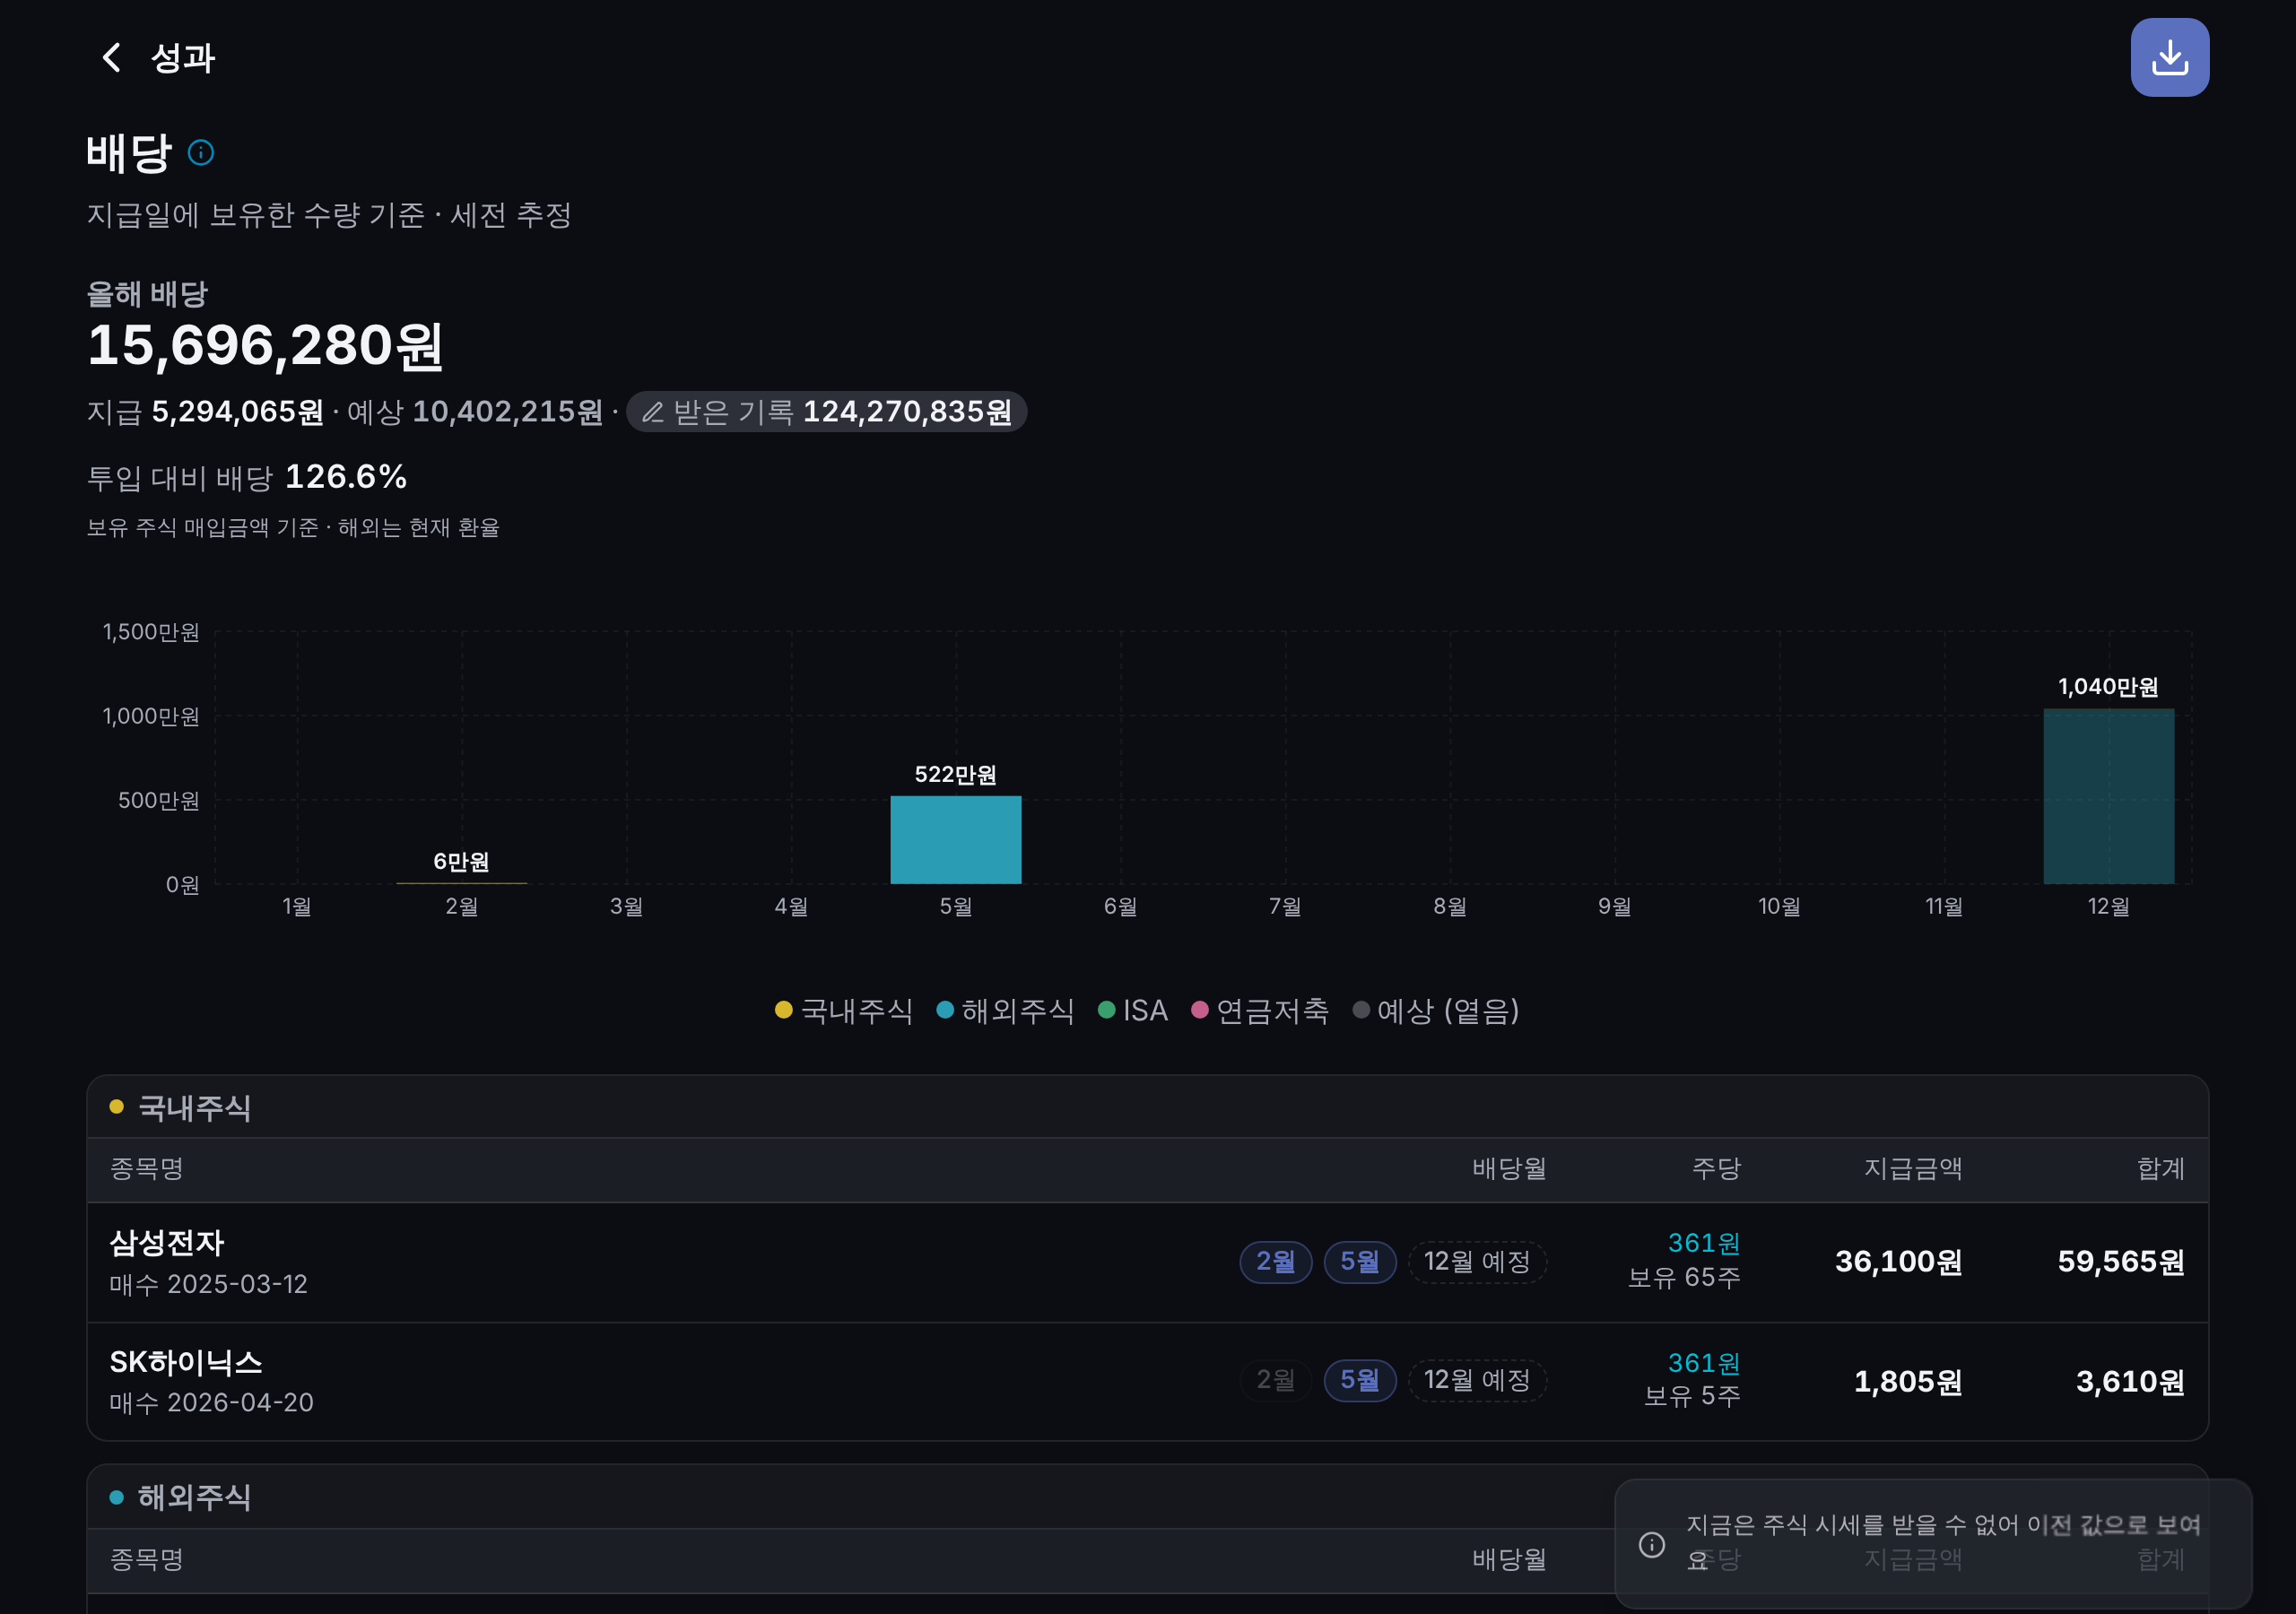 성과
배당
지급일에 보유한 수량 기준 · 세전 추정
올해 배당
15,696,280원
지급 5,294,065원 · 예상 10,402,215원 · 받은 기록 124,270,835원
투입 대비 배당 126.6%
보유 주식 매입금액 기준 · 해외는 현재 환율
1,500만원
1,000만원
500만원
0원
6만원
522만원
1,040만원
1월 2월 3월 4월 5월 6월 7월 8월 9월 10월 11월 12월
국내주식 해외주식 ISA 연금저축 예상 (옅음)
국내주식
종목명 배당월 주당 지급금액 합계
삼성전자 2월 5월 12월 예정 361원 36,100원 59,565원
매수 2025-03-12 보유 65주
SK하이닉스 2월 5월 12월 예정 361원 1,805원 3,610원
매수 2026-04-20 보유 5주
해외주식
종목명 배당월 주당 지급금액 합계
지금은 주식 시세를 받을 수 없어 이전 값으로 보여
요